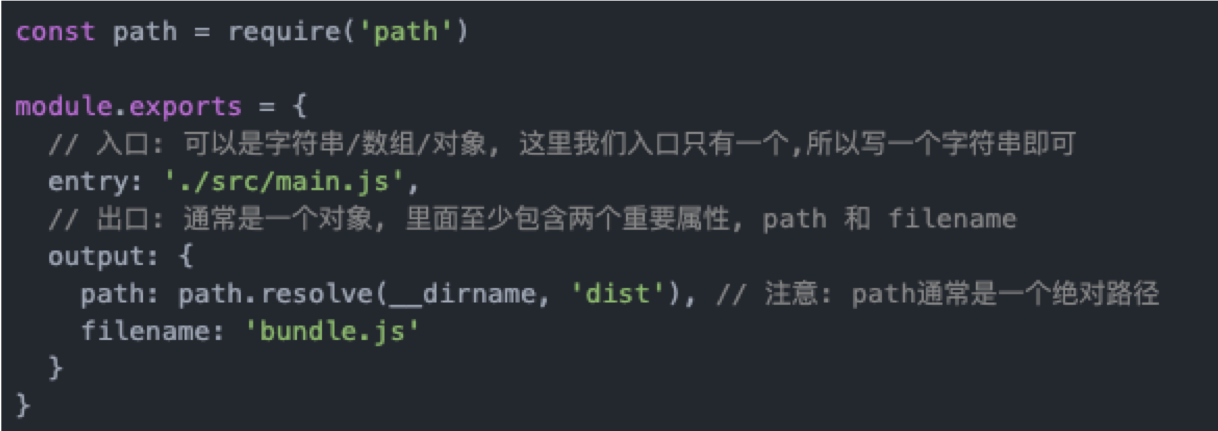 const path = require('path')
module.exports = {
// 入口: 可以是字符串/数组/对象, 这里我们入口只有一个,所以写一个字符串即可
entry: './src/main.js',
// 出口: 通常是一个对象, 里面至少包含两个重要属性, path 和 filename
output: {
path: path.resolve(__dirname, 'dist'), // 注意: path通常是一个绝对路径
filename: 'bundle.js'
}
}